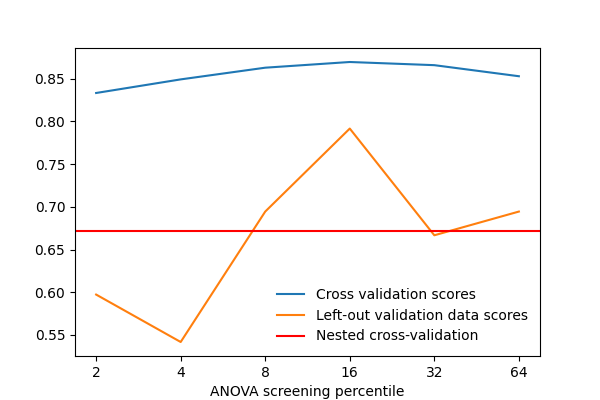 0.85
0.80
0.75
0.70
0.65
0.60
0.55
Cross validation scores
Left-out validation data scores
Nested cross-validation
2 4 8 16 32 64
ANOVA screening percentile